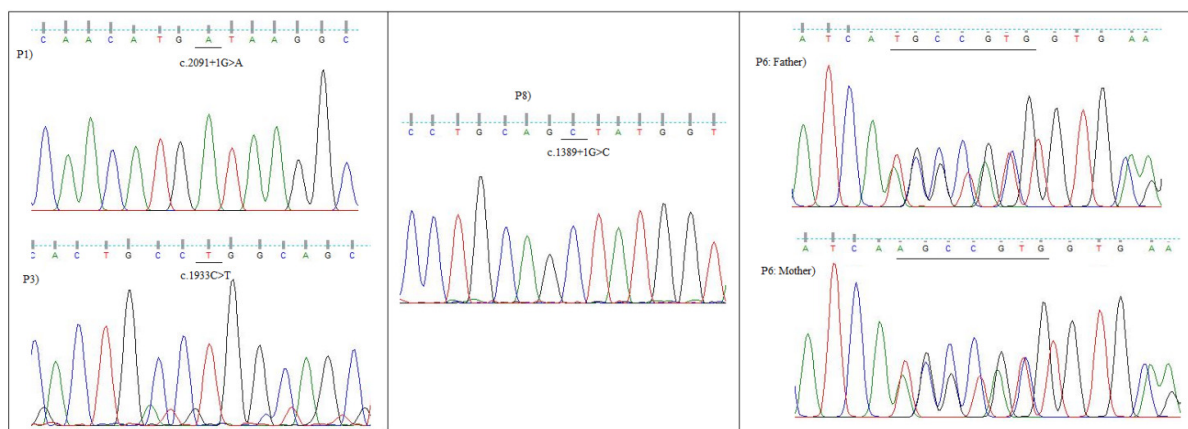 C A A C A T G A T A A G G C
P1)
c.2091+1G>A
C A C T G C C T G G C A G C
c.1933C>T
P3)
P8)
C C T G C A G C T A T G G T
c.1389+1G>C
A T C A T G C C G T G G T G A A
P6: Father)
A T C A A G C C G T G G T G A A
P6: Mother)